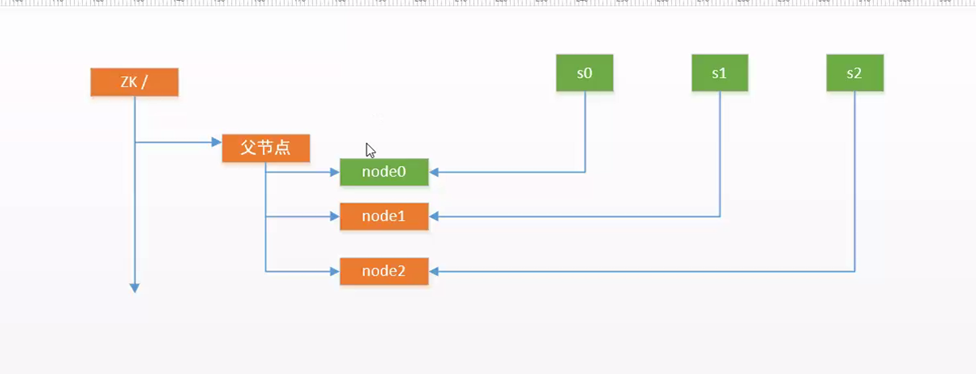 ZK /
s0
s1
s2
父节点
node0
node1
node2